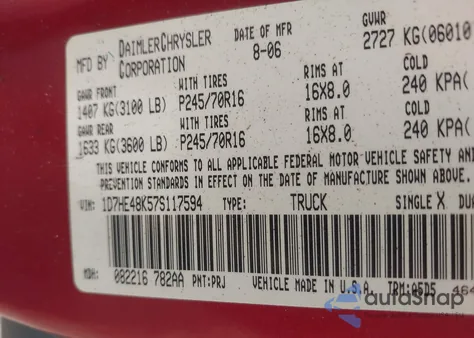 MFD BY DAIMLERCHRYSLER CORPORATION DATE OF MFR 8-06 GVWR 2727 KG(06010
GAWR FRONT WITH TIRES RIMS AT COLD
1407 KG(3100 LB) P245/70R16 16X8.0 240 KPA(
GAWR REAR WITH TIRES RIMS AT COLD
1633 KG(3600 LB) P245/70R16 16X8.0 240 KPA(
THIS VEHICLE CONFORMS TO ALL APPLICABLE FEDERAL MOTOR VEHICLE SAFETY AND
PREVENTION STANDARDS IN EFFECT ON THE DATE OF MANUFACTURE SHOWN ABOVE.
VIN: 1D7HE48K57S117594 TYPE: TRUCK SINGLE X
MDH: 082216 782AA PNT:PRJ VEHICLE MADE IN U.S.A. TRM:A6D5 464
autoSnap